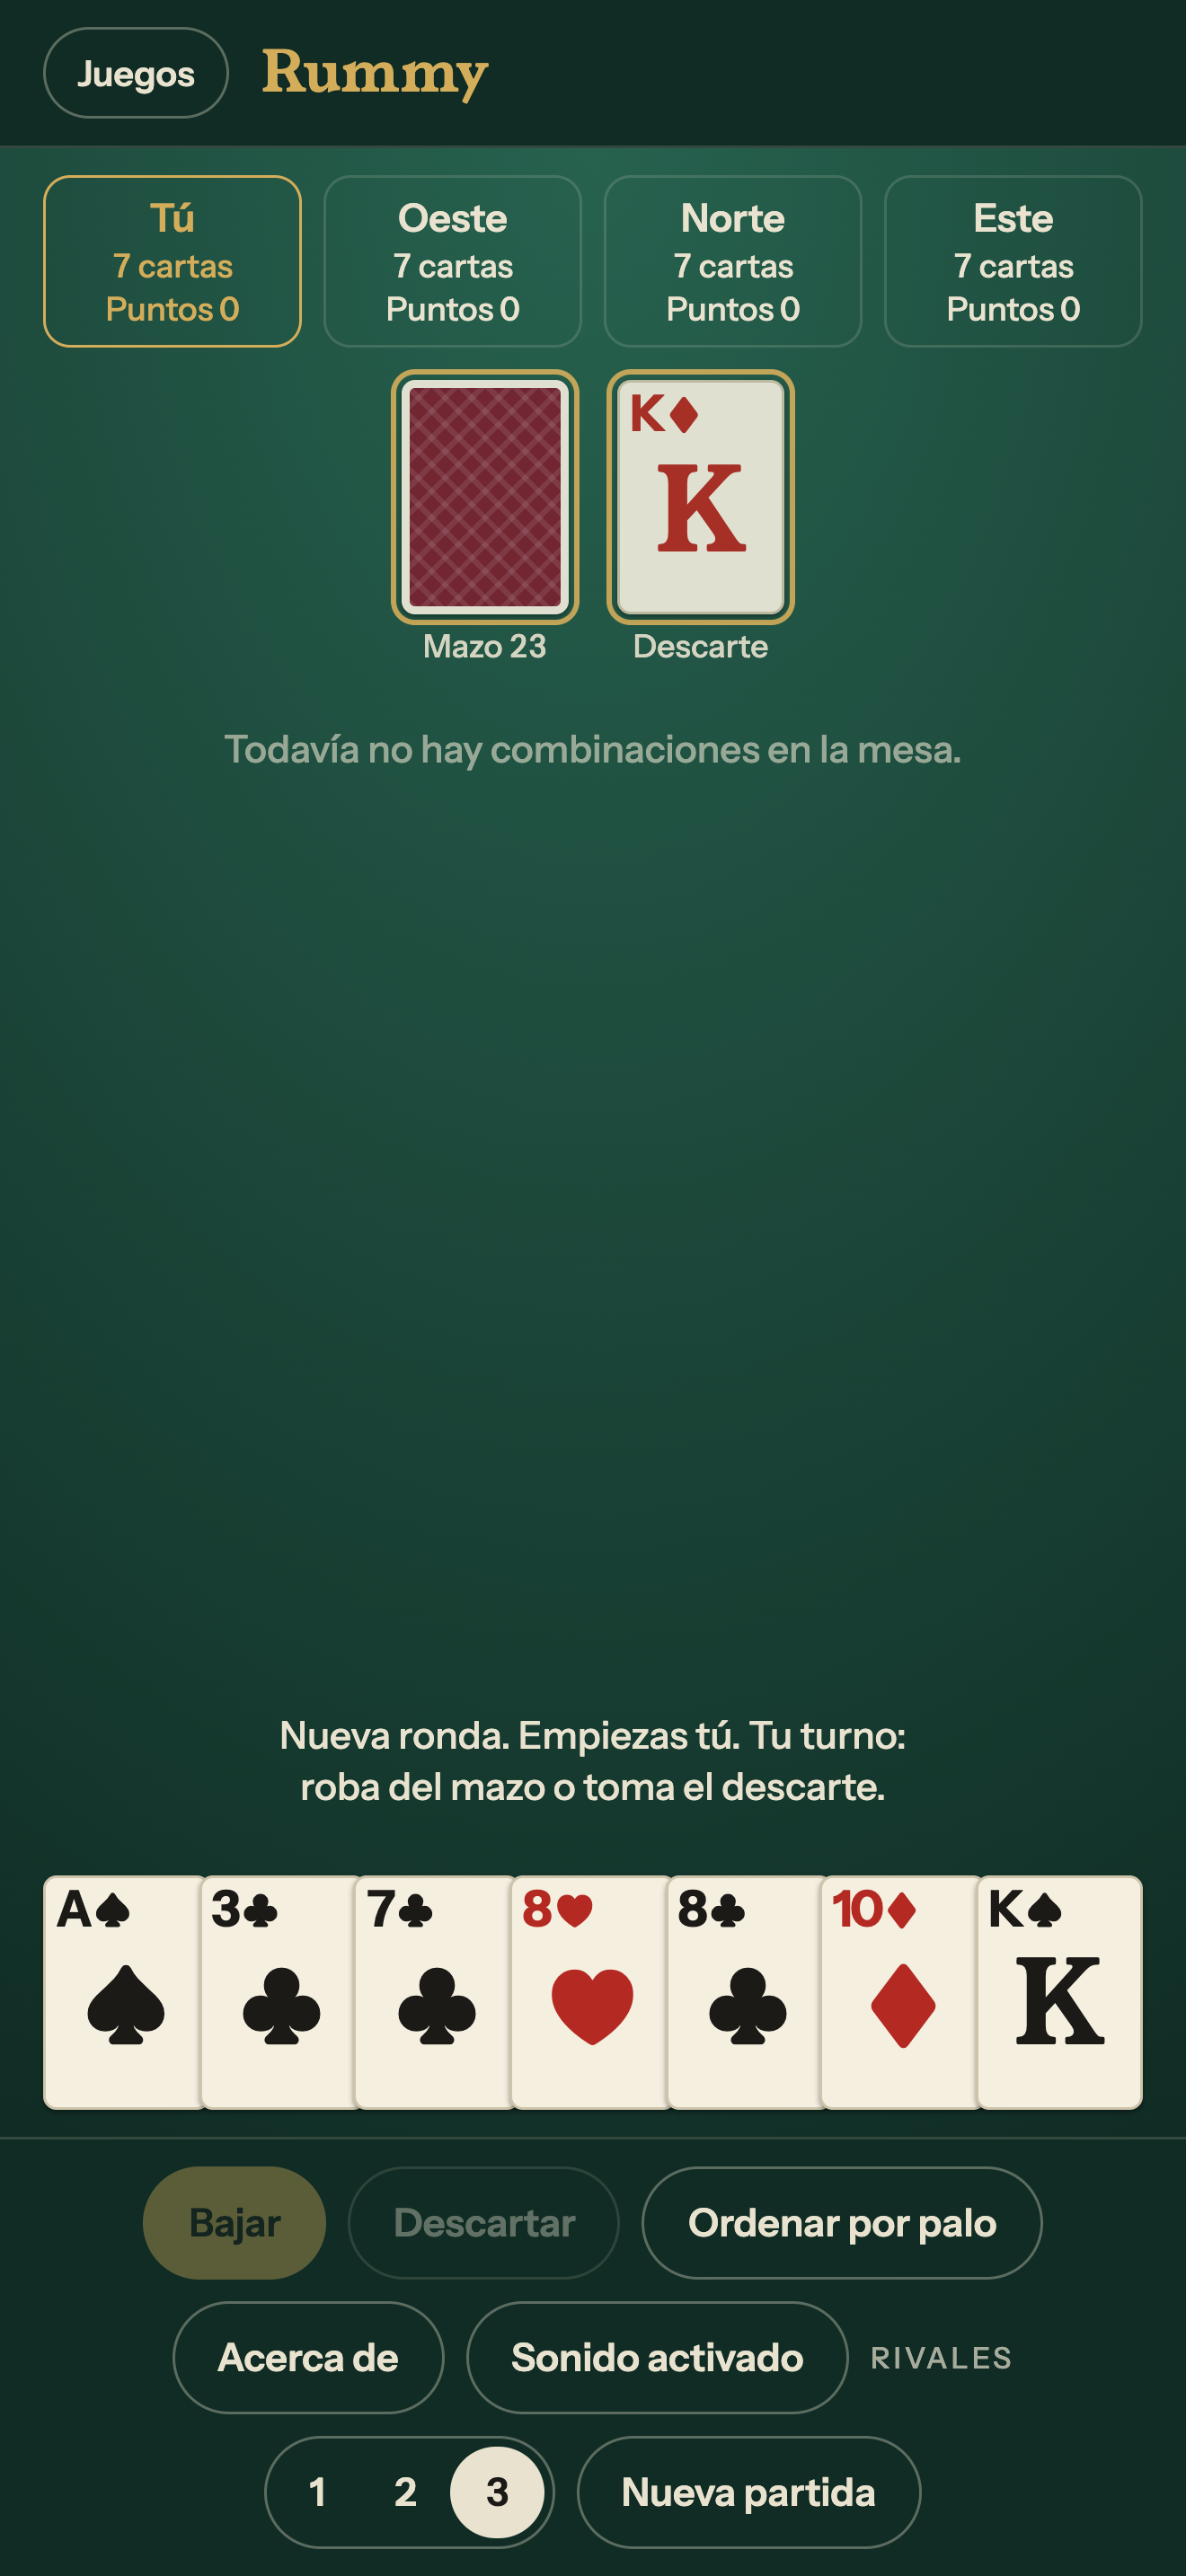 Juegos Rummy
Tú Oeste Norte Este
7 cartas 7 cartas 7 cartas 7 cartas
Puntos 0 Puntos 0 Puntos 0 Puntos 0
K♦
K
Mazo 23 Descarte
Todavía no hay combinaciones en la mesa.
Nueva ronda. Empiezas tú. Tu turno:
roba del mazo o toma el descarte.
A♠ 3♣ 7♣ 8♥ 8♣ 10♦ K♠
K
Bajar Descartar Ordenar por palo
Acerca de Sonido activado RIVALES
1 2 3 Nueva partida